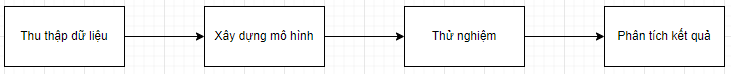 Thu thập dữ liệu
Xây dựng mô hình
Thử nghiệm
Phân tích kết quả